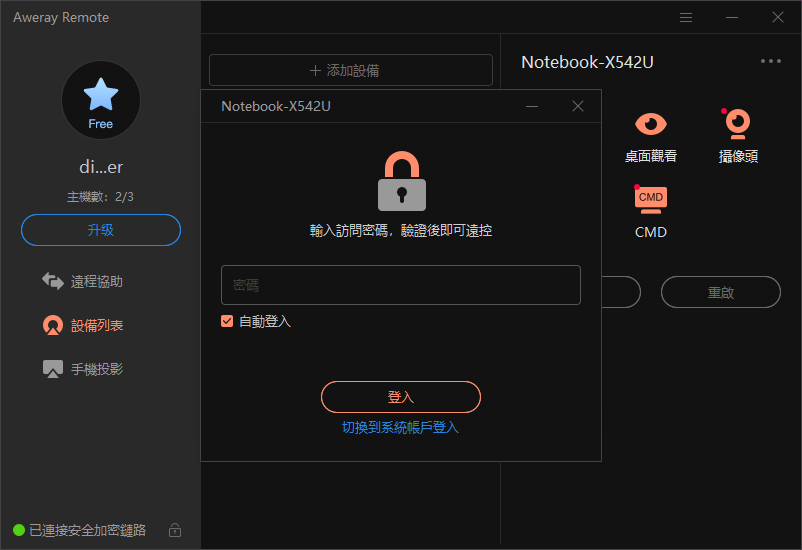 Aweray Remote
Free
di...er
主機數：2/3
升級
遠程協助
設備列表
手機投影
已連接安全加密鏈路
＋ 添加設備
Notebook-X542U
桌面觀看
攝像頭
CMD
CMD
重啟
Notebook-X542U
輸入訪問密碼，驗證後即可遠控
密碼
自動登入
登入
切換到系統帳戶登入